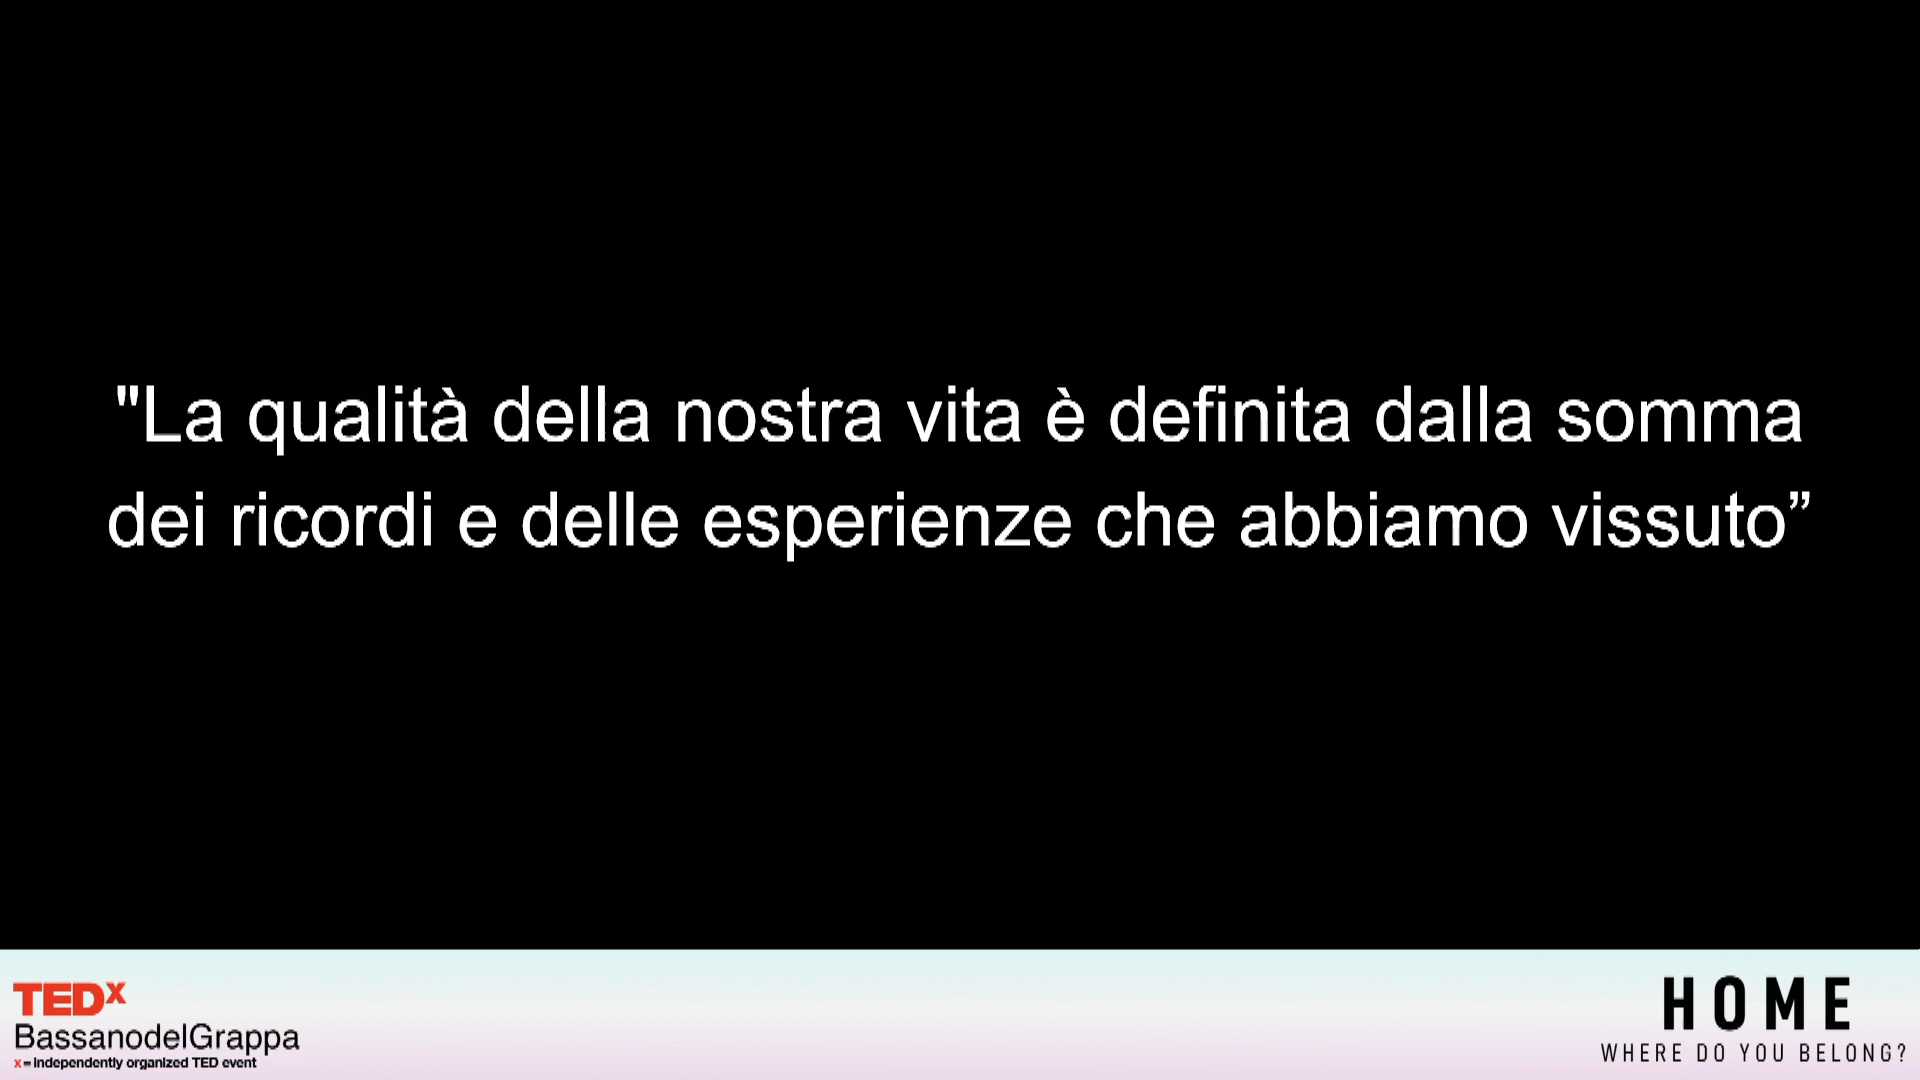 "La qualità della nostra vita è definita dalla somma
dei ricordi e delle esperienze che abbiamo vissuto”
TEDx
BassanodelGrappa
x = independently organized TED event
HOME
WHERE DO YOU BELONG?